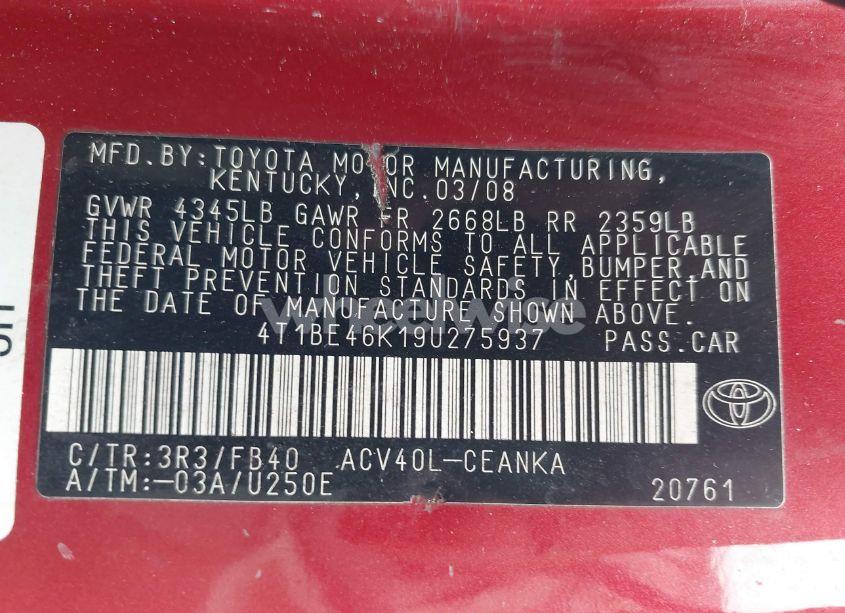 MFD.BY:TOYOTA MOTOR MANUFACTURING,
KENTUCKY, INC. 03/08
GVWR 4345LB GAWR FR 2668LB RR 2359LB
THIS VEHICLE CONFORMS TO ALL APPLICABLE
FEDERAL MOTOR VEHICLE SAFETY,BUMPER,AND
THEFT PREVENTION STANDARDS IN EFFECT ON
THE DATE OF MANUFACTURE SHOWN ABOVE.
wheelwise
4T1BE46K19U275937 PASS.CAR
C/TR:3R3/FB40 ACV40L-CEANKA
A/TM:-03A/U250E 20761